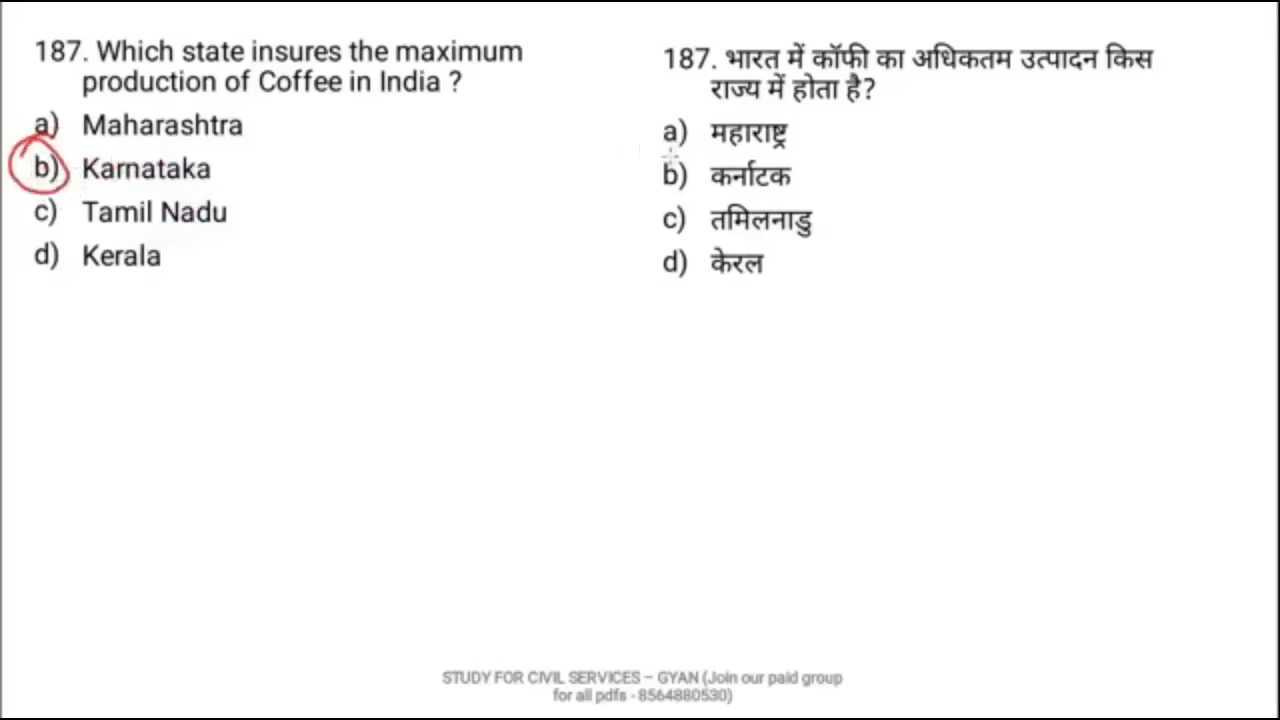 187. Which state insures the maximum
production of Coffee in India ?
a) Maharashtra
b) Karnataka
c) Tamil Nadu
d) Kerala
187. भारत में कॉफी का अधिकतम उत्पादन किस
राज्य में होता है?
a) महाराष्ट्र
b) कर्नाटक
c) तमिलनाडु
d) केरल
STUDY FOR CIVIL SERVICES – GYAN (Join our paid group
for all pdfs - 8564880530)